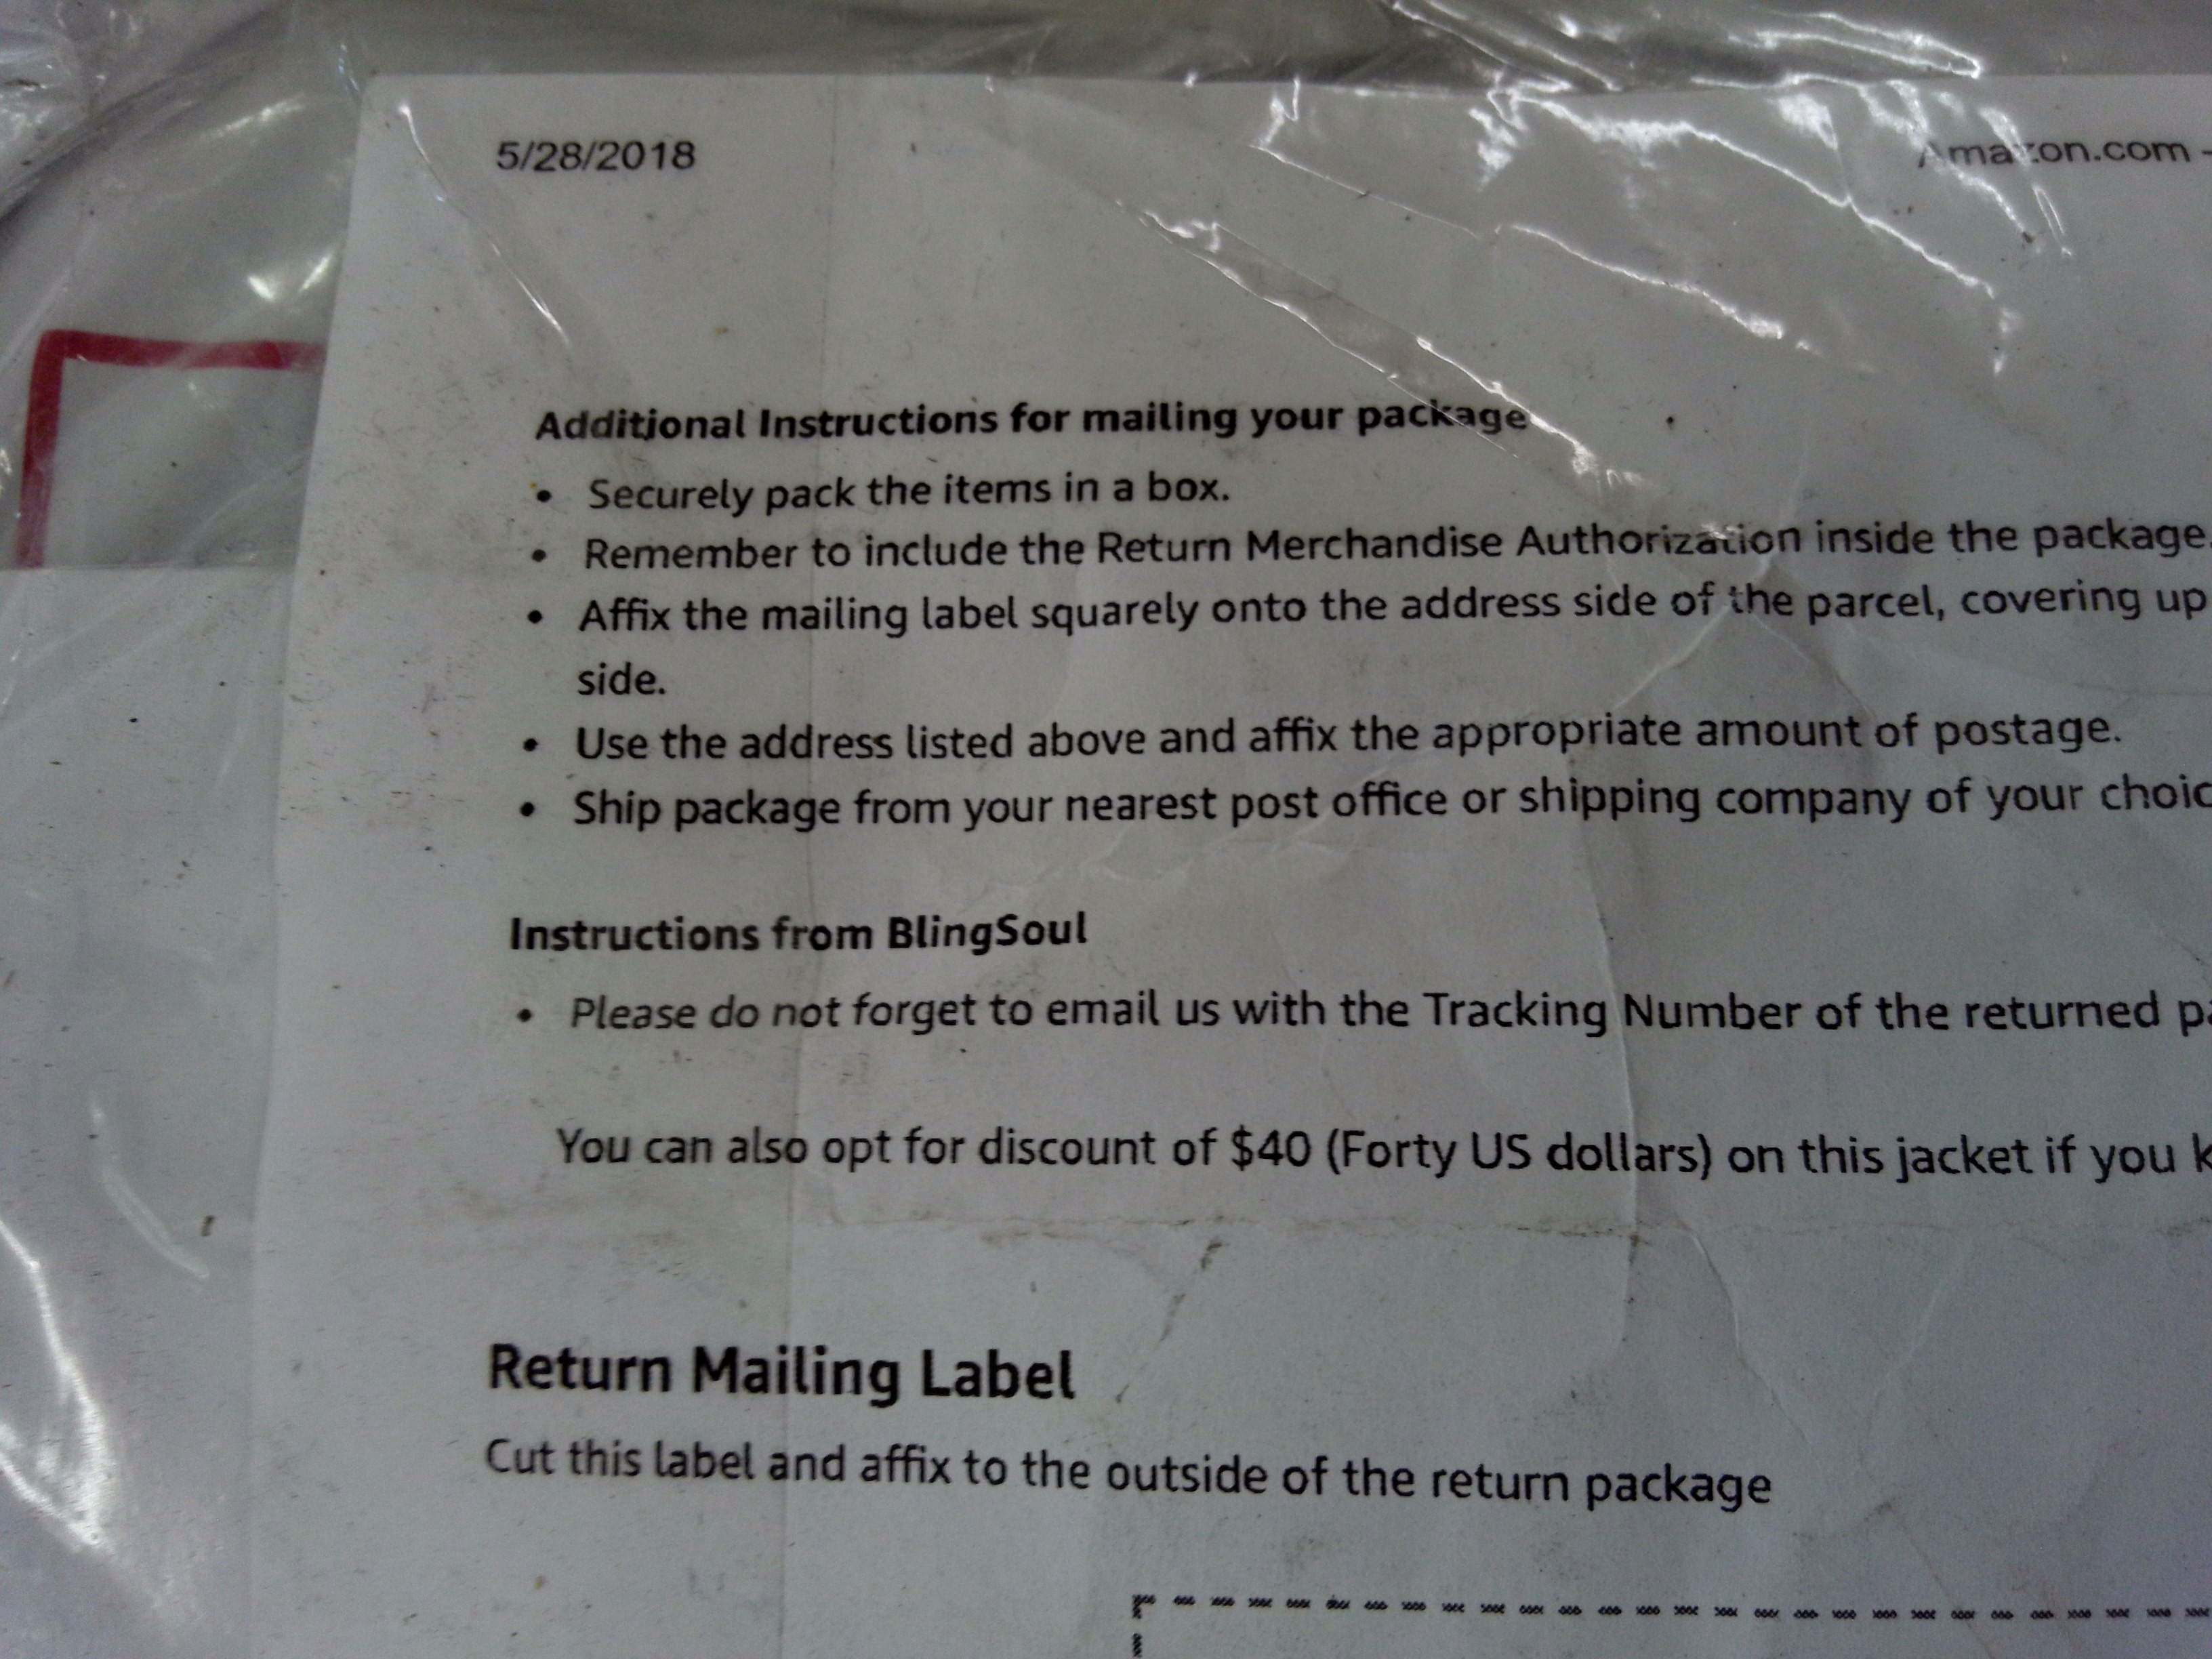 5/28/2018
Amazon.com -
Additional Instructions for mailing your package
• Securely pack the items in a box.
• Remember to include the Return Merchandise Authorization inside the package.
• Affix the mailing label squarely onto the address side of the parcel, covering up
side.
• Use the address listed above and affix the appropriate amount of postage.
• Ship package from your nearest post office or shipping company of your choic
Instructions from BlingSoul
• Please do not forget to email us with the Tracking Number of the returned pa
You can also opt for discount of $40 (Forty US dollars) on this jacket if you k
Return Mailing Label
Cut this label and affix to the outside of the return package